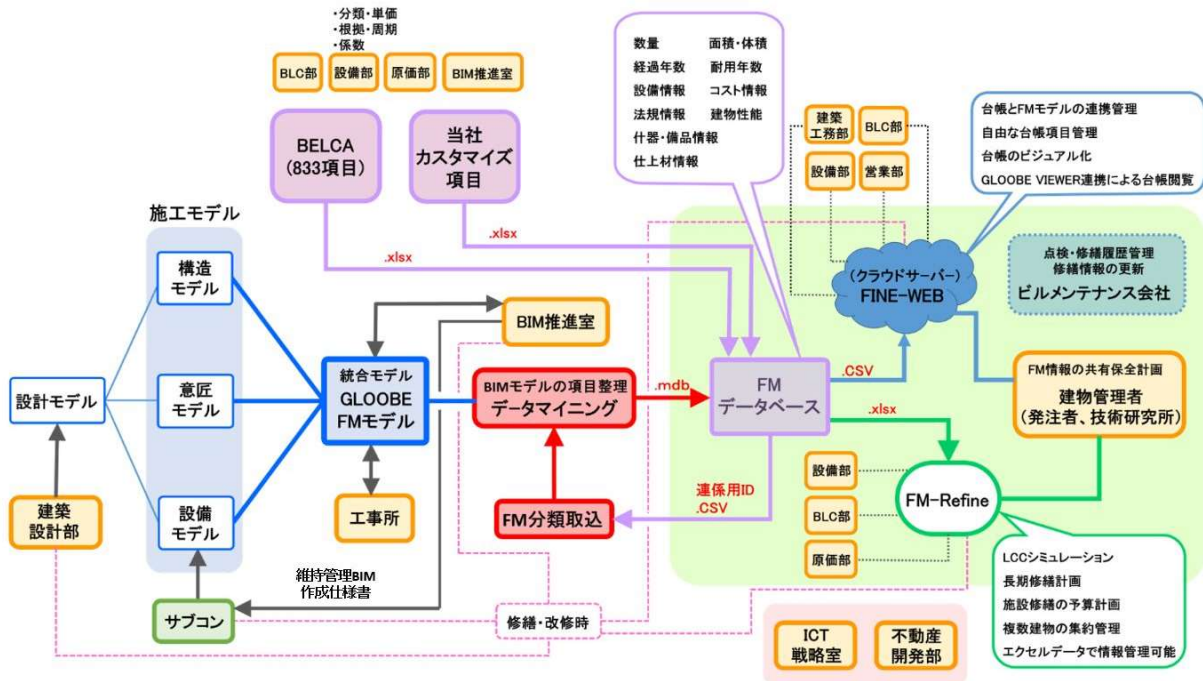 ・分類・単価
・根拠・周期
・係数
BLC部
設備部
原価部
BIM推進室
BELCA
(833項目)
当社
カスタマイズ
項目
数量 面積・体積
経過年数 耐用年数
設備情報 コスト情報
法規情報 建物性能
什器・備品情報
仕上材情報
建築
工務部
BLC部
設備部
営業部
台帳とFMモデルの連携管理
自由な台帳項目管理
台帳のビジュアル化
GLOOBE VIEWER連携による台帳閲覧
施工モデル
構造
モデル
意匠
モデル
設備
モデル
設計モデル
建築
設計部
サブコン
.xlsx
.xlsx
BIM推進室
統合モデル
GLOOBE
FMモデル
工事所
維持管理BIM
作成仕様書
BIMモデルの項目整理
データマイニング
FM分類取込
.mdb
FM
データベース
連係用ID
.CSV
.CSV
.xlsx
(クラウドサーバー)
FINE-WEB
点検・修繕履歴管理
修繕情報の更新
ビルメンテナンス会社
FM情報の共有保全計画
建物管理者
(発注者、技術研究所)
設備部
BLC部
原価部
FM-Refine
LCCシミュレーション
長期修繕計画
施設修繕の予算計画
複数建物の集約管理
エクセルデータで情報管理可能
修繕・改修時
ICT
戦略室
不動産
開発部